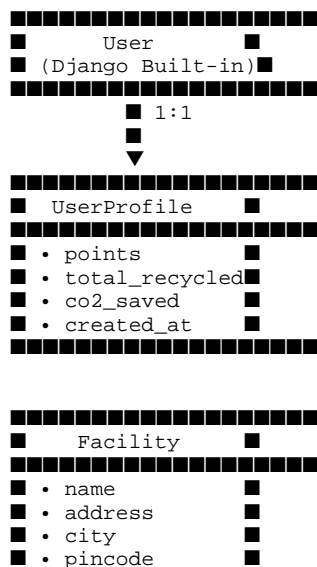 User
(Django Built-in)
1:1
UserProfile
• points
• total_recycled
• co2_saved
• created_at
Facility
• name
• address
• city
• pincode